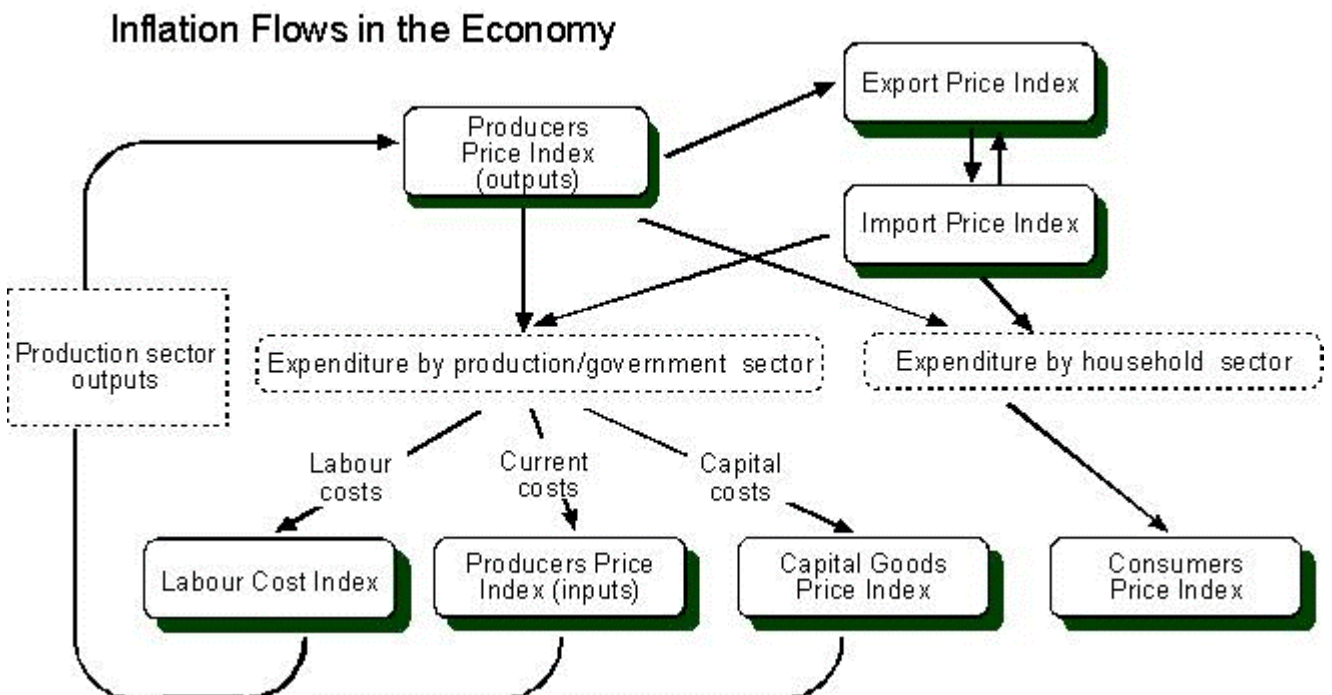 Inflation Flows in the Economy
Export Price Index
Producers
Price Index
(outputs)
Import Price Index
Production sector
outputs
Expenditure by production/government sector
Expenditure by household sector
Labour
costs
Current
costs
Capital
costs
Labour Cost Index
Producers Price
Index (inputs)
Capital Goods
Price Index
Consumers
Price Index